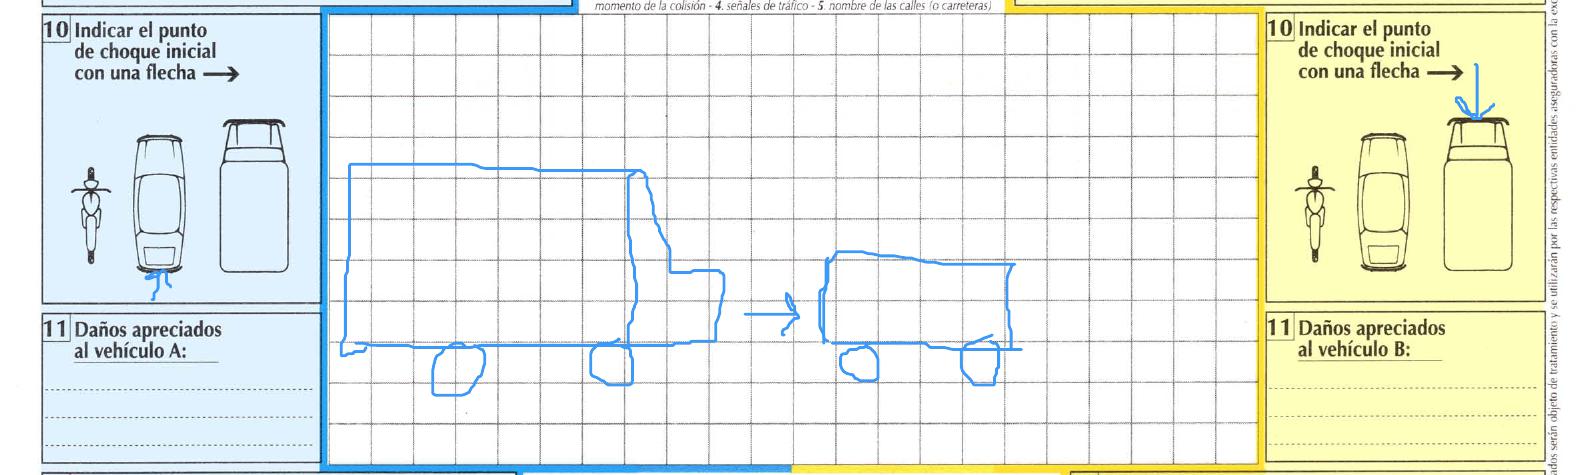 momento de la colisión - 4. señales de tráfico - 5. nombre de las calles (o carreteras)
10 Indicar el punto
de choque inicial
con una flecha
11 Daños apreciados
al vehículo A:
10 Indicar el punto
de choque inicial
con una flecha
11 Daños apreciados
al vehículo B:
ados serán objeto de tratamiento y se utilizarán por las respectivas entidades aseguradoras con la